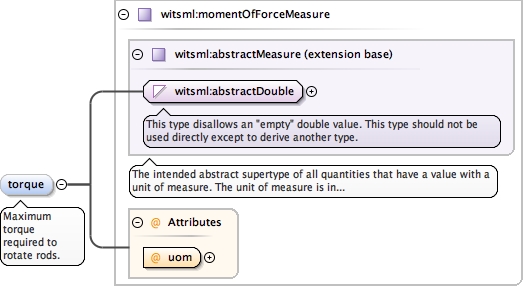 witsml:momentOfForceMeasure
witsml:abstractMeasure (extension base)
witsml:abstractDouble
This type disallows an "empty" double value. This type should not be
used directly except to derive another type.
The intended abstract supertype of all quantities that have a value with a
unit of measure. The unit of measure is in...
torque
Maximum
torque
required to
rotate rods.
@ Attributes
@ uom